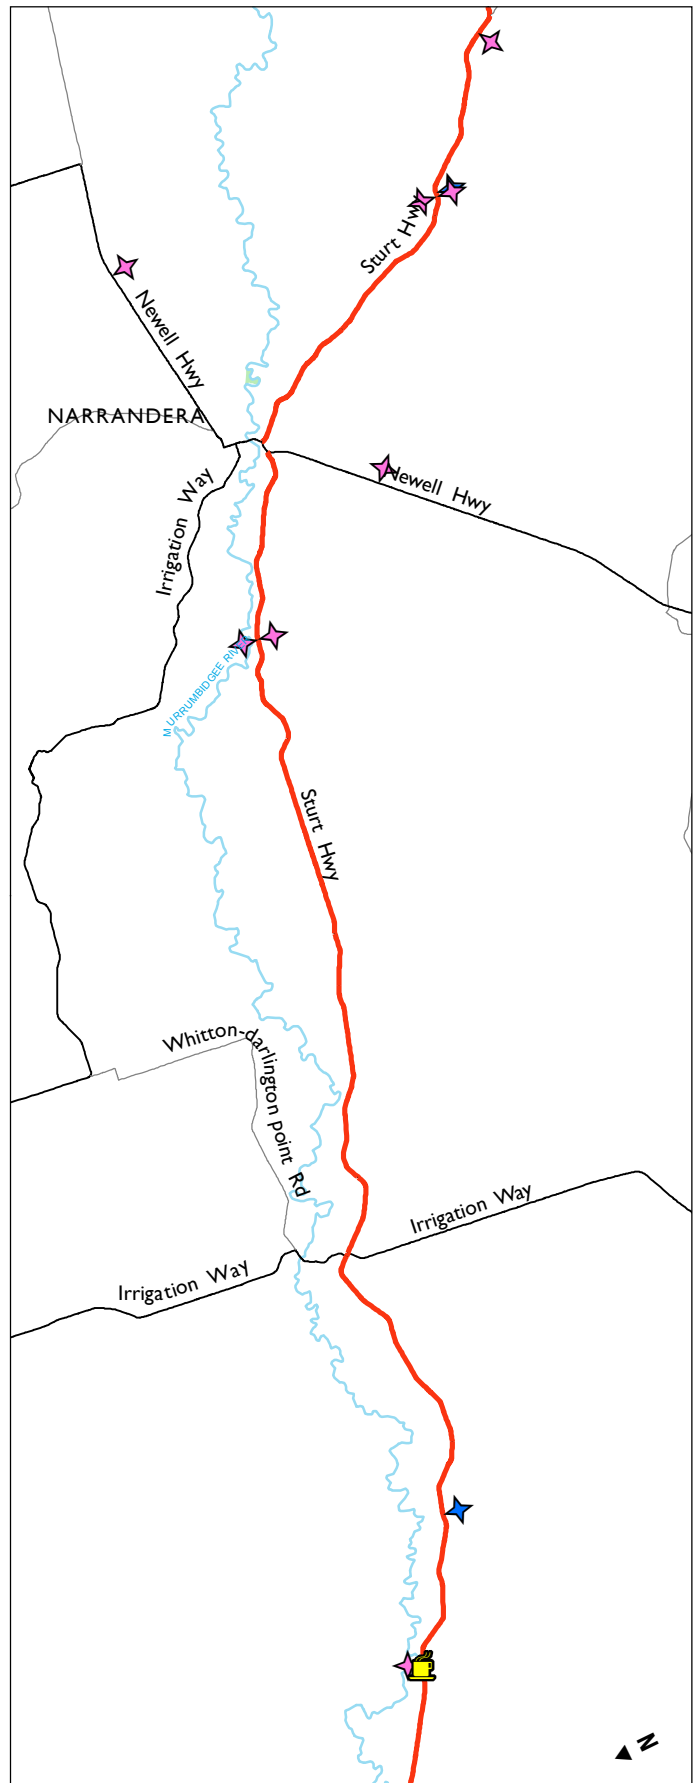 Sturt Hwy
Newell Hwy
NARRANDERA
Newell Hwy
Irrigation Way
MURRUMBIDGEE RIV
Sturt Hwy
Whitton-darlington point Rd
Irrigation Way
Irrigation Way
N